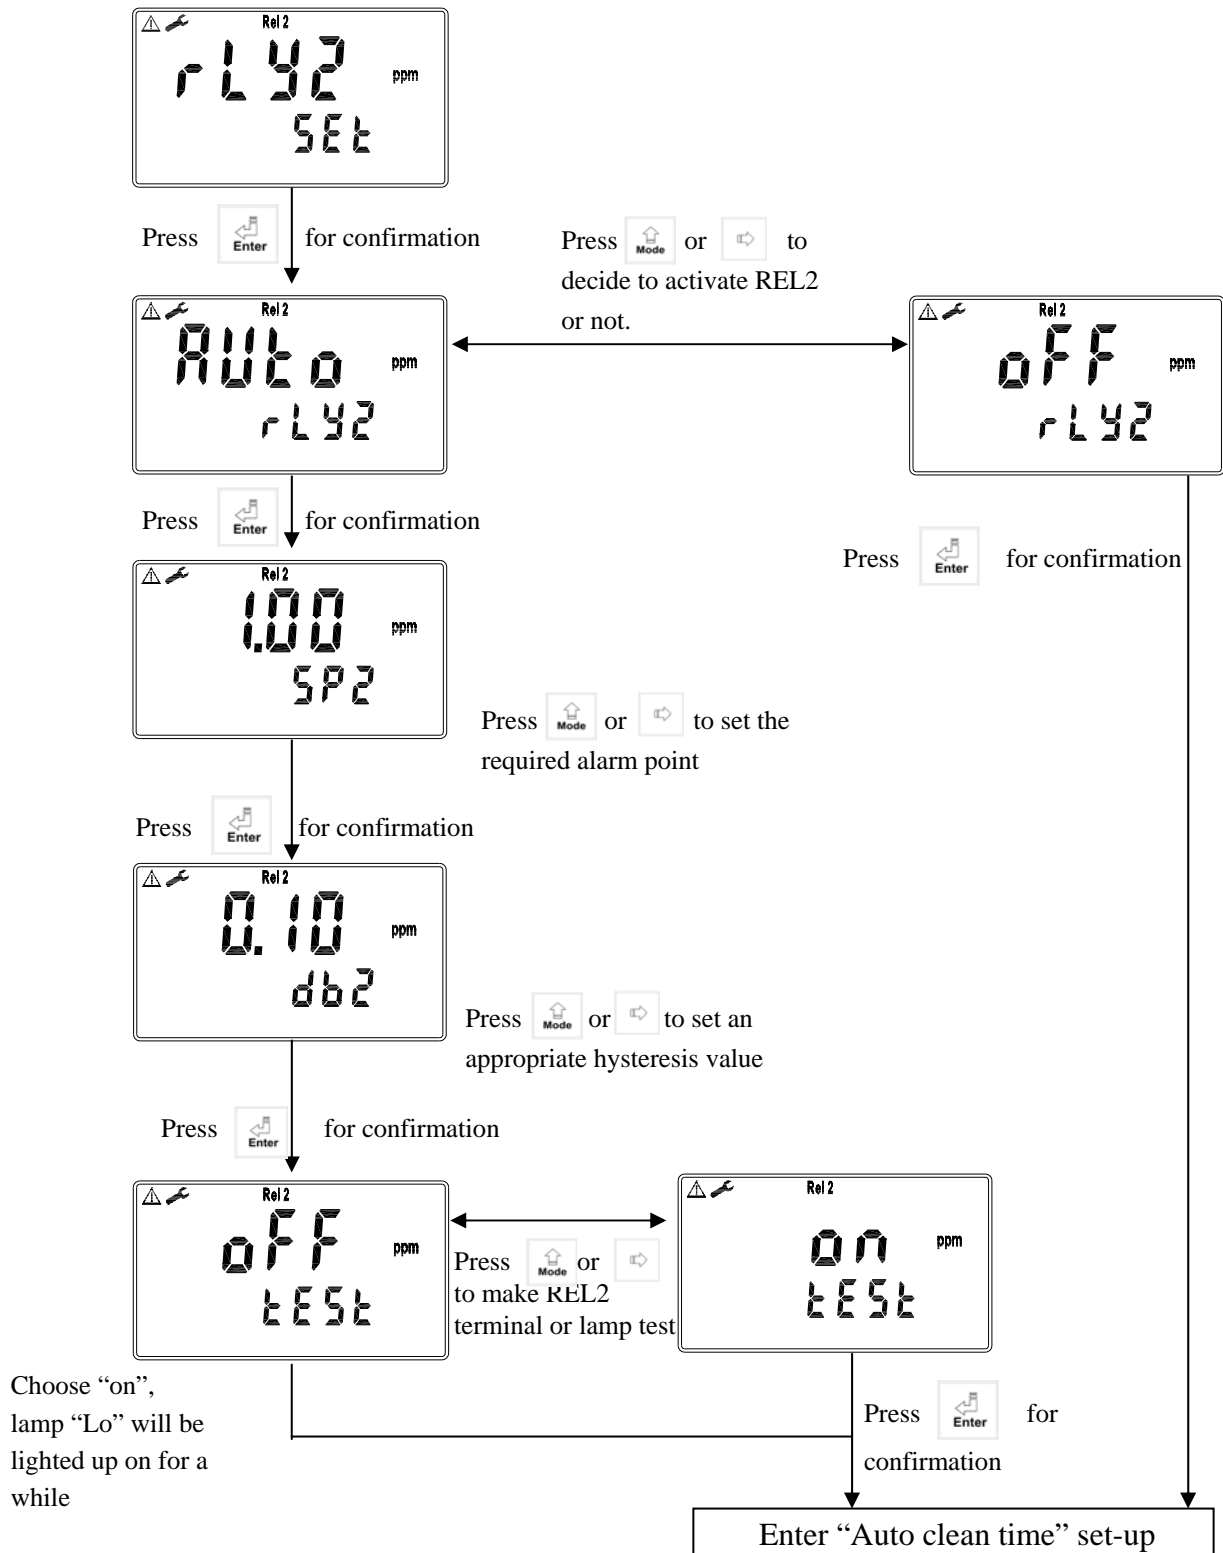 Rel 2
rLY2 ppm
SEt
Press Enter for confirmation
Press Mode or to
decide to activate REL2
or not.
Rel 2
AUto ppm
rLY2
Rel 2
oFF ppm
rLY2
Press Enter for confirmation
Press Enter for confirmation
Rel 2
1.00 ppm
SP2
Press Mode or to set the
required alarm point
Press Enter for confirmation
Rel 2
0.10 ppm
db2
Press Mode or to set an
appropriate hysteresis value
Press Enter for confirmation
Rel 2
oFF ppm
tESt
Press Mode or
to make REL2
terminal or lamp test
Rel 2
on ppm
tESt
Choose “on”,
lamp “Lo” will be
lighted up on for a
while
Press Enter for
confirmation
Enter “Auto clean time” set-up